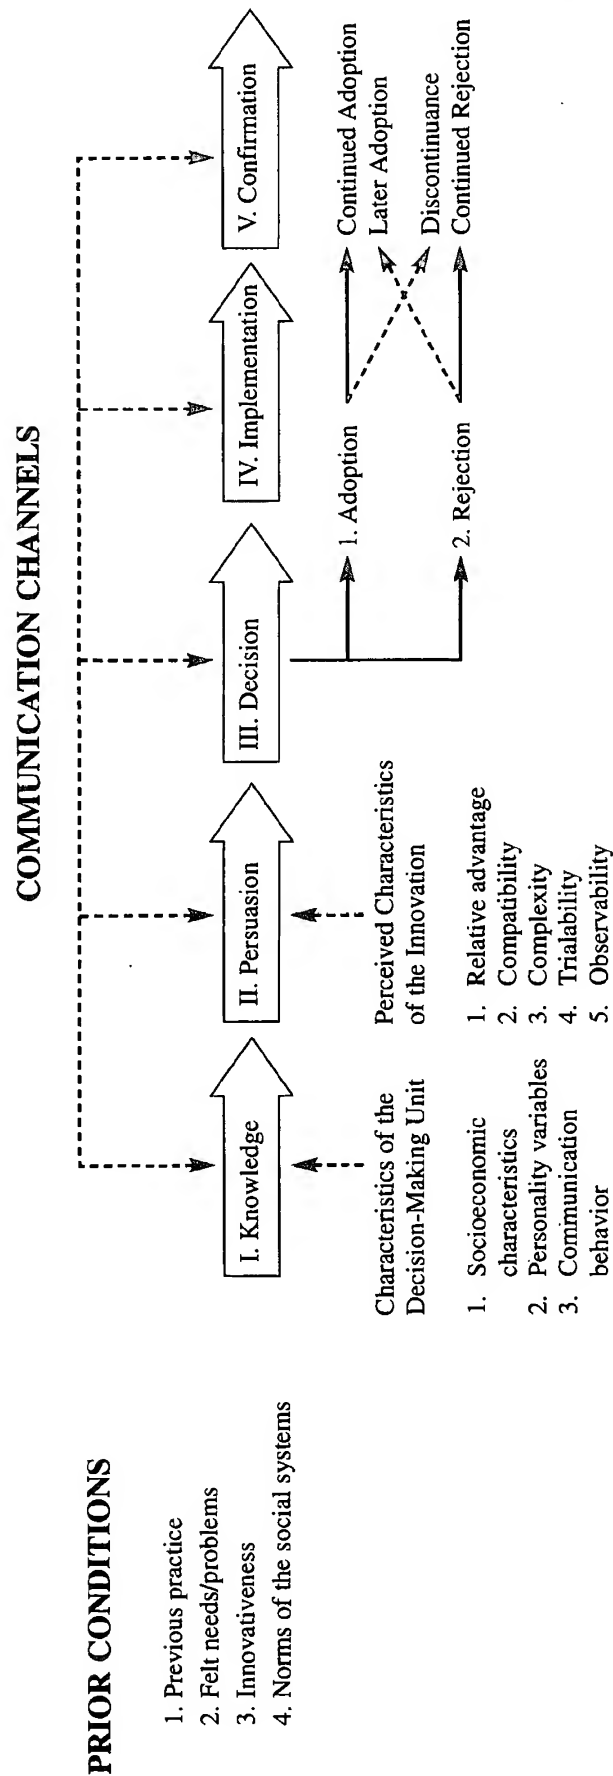 COMMUNICATION CHANNELS
PRIOR CONDITIONS
1. Previous practice
2. Felt needs/problems
3. Innovativeness
4. Norms of the social systems
I. Knowledge
II. Persuasion
III. Decision
IV. Implementation
V. Confirmation
Characteristics of the
Decision-Making Unit
1. Socioeconomic
characteristics
2. Personality variables
3. Communication
behavior
Perceived Characteristics
of the Innovation
1. Relative advantage
2. Compatibility
3. Complexity
4. Trialability
5. Observability
1. Adoption
2. Rejection
Continued Adoption
Later Adoption
Discontinuance
Continued Rejection